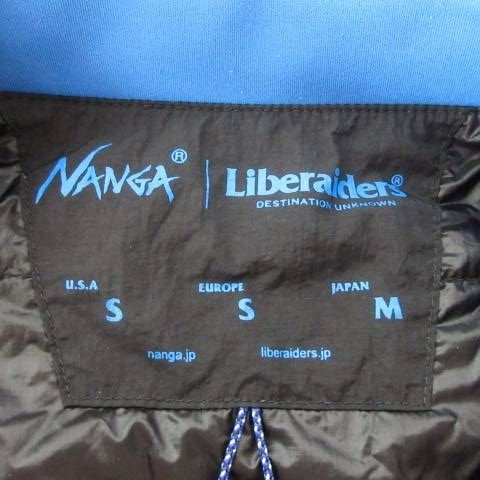 NANGA® | Liberaiders®
DESTINATION UNKNOWN
U.S.A EUROPE JAPAN
S S M
nanga.jp liberaiders.jp